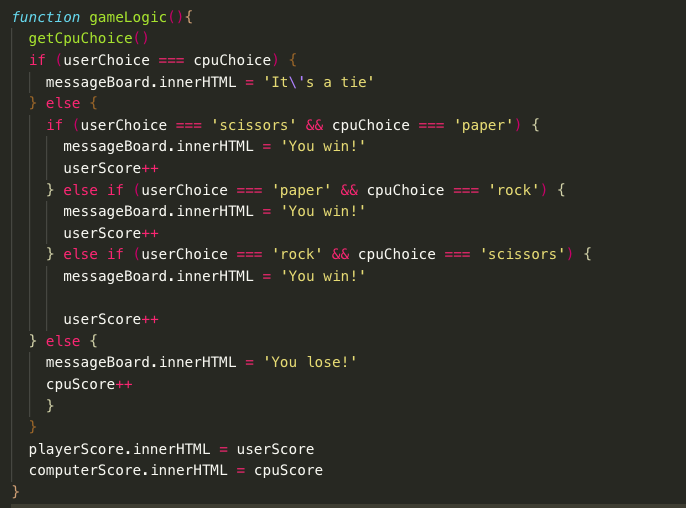 function gameLogic(){
  getCpuChoice()
  if (userChoice === cpuChoice) {
    messageBoard.innerHTML = 'It\'s a tie'
  } else {
    if (userChoice === 'scissors' && cpuChoice === 'paper') {
      messageBoard.innerHTML = 'You win!'
      userScore++
    } else if (userChoice === 'paper' && cpuChoice === 'rock') {
      messageBoard.innerHTML = 'You win!'
      userScore++
    } else if (userChoice === 'rock' && cpuChoice === 'scissors') {
      messageBoard.innerHTML = 'You win!'

      userScore++
  } else {
    messageBoard.innerHTML = 'You lose!'
    cpuScore++
    }
  }
  playerScore.innerHTML = userScore
  computerScore.innerHTML = cpuScore
}